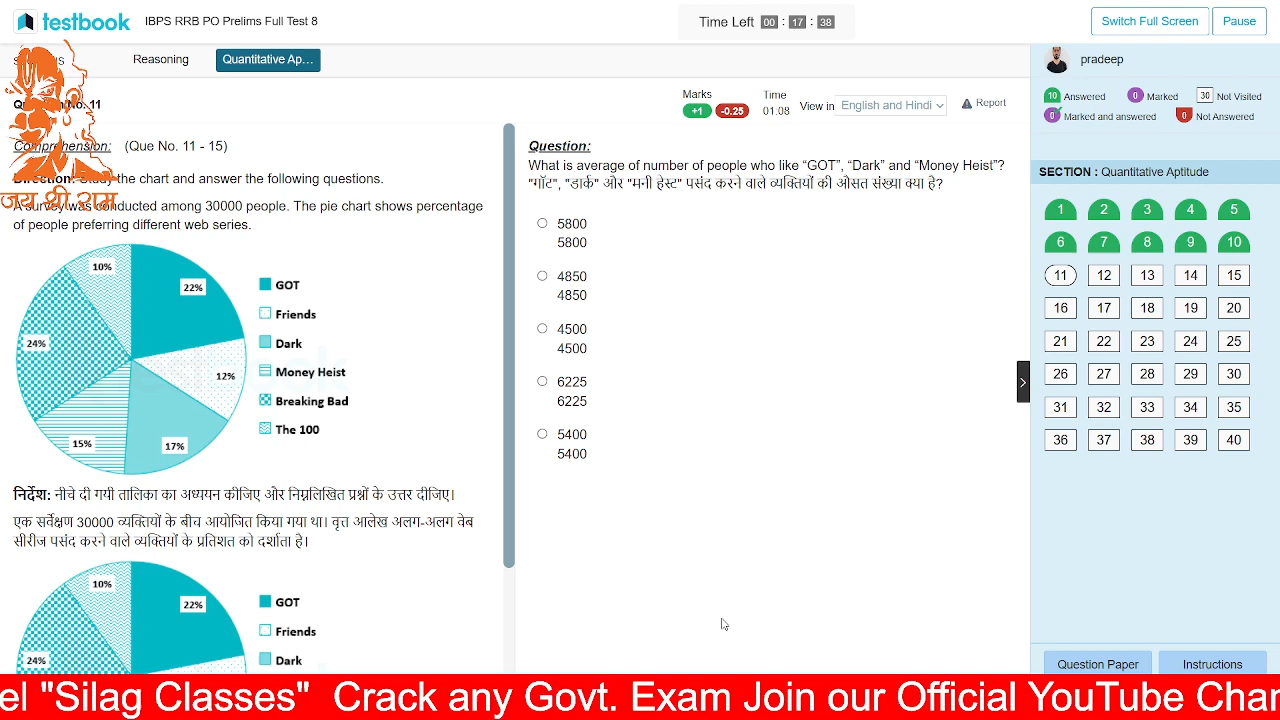 testbook IBPS RRB PO Prelims Full Test 8 Time Left 00 : 17 : 38 Switch Full Screen Pause
Reasoning Quantitative Ap...
pradeep
10 Answered 0 Marked 30 Not Visited
0 Marked and answered 0 Not Answered
No. 11
Marks Time
+1 -0.25 01:08 View in English and Hindi Report
SECTION : Quantitative Aptitude
1 2 3 4 5
6 7 8 9 10
11 12 13 14 15
16 17 18 19 20
21 22 23 24 25
26 27 28 29 30
31 32 33 34 35
36 37 38 39 40
Question Paper Instructions
Comprehension: (Que No. 11 - 15)
Direction: Study the chart and answer the following questions.
जय श्री राम
A survey was conducted among 30000 people. The pie chart shows percentage
of people preferring different web series.
10%
22%
24%
12%
15%
17%
GOT
Friends
Dark
Money Heist
Breaking Bad
The 100
निर्देश: नीचे दी गयी तालिका का अध्ययन कीजिए और निम्नलिखित प्रश्नों के उत्तर दीजिए।
एक सर्वेक्षण 30000 व्यक्तियों के बीच आयोजित किया गया था। वृत्त आलेख अलग-अलग वेब
सीरीज पसंद करने वाले व्यक्तियों के प्रतिशत को दर्शाता है।
10%
22%
24%
GOT
Friends
Dark
Question:
What is average of number of people who like “GOT”, “Dark” and “Money Heist”?
"गॉट", "डार्क" और "मनी हेस्ट" पसंद करने वाले व्यक्तियों की औसत संख्या क्या है?
5800
5800
4850
4850
4500
4500
6225
6225
5400
5400
el "Silag Classes" Crack any Govt. Exam Join our Official YouTube Char